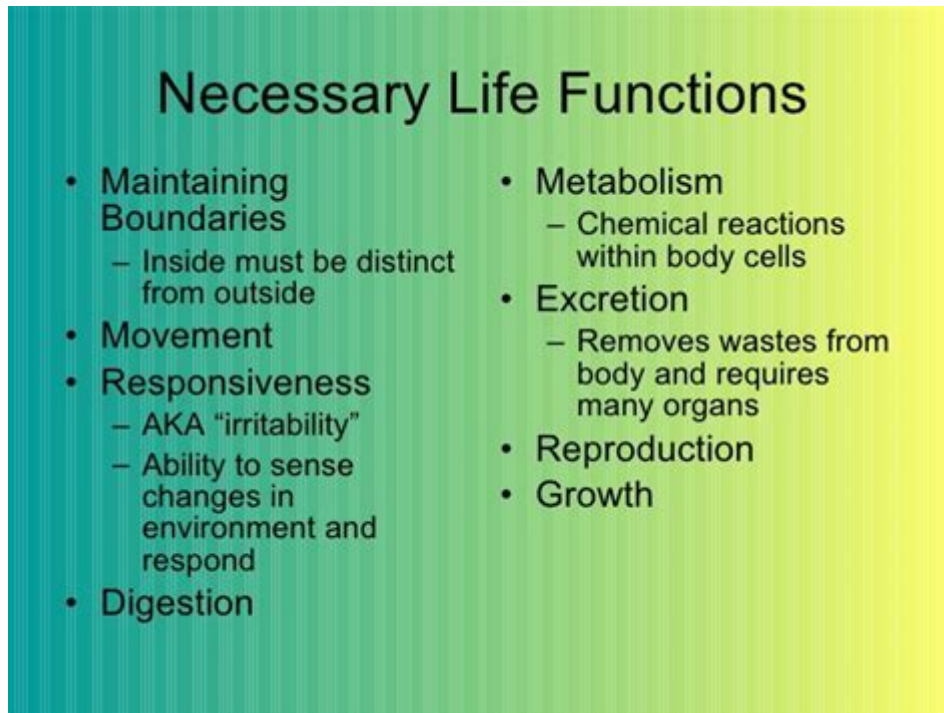 Necessary Life Functions
• Maintaining
Boundaries
– Inside must be distinct
from outside
• Movement
• Responsiveness
– AKA “irritability”
– Ability to sense
changes in
environment and
respond
• Digestion
• Metabolism
– Chemical reactions
within body cells
• Excretion
– Removes wastes from
body and requires
many organs
• Reproduction
• Growth